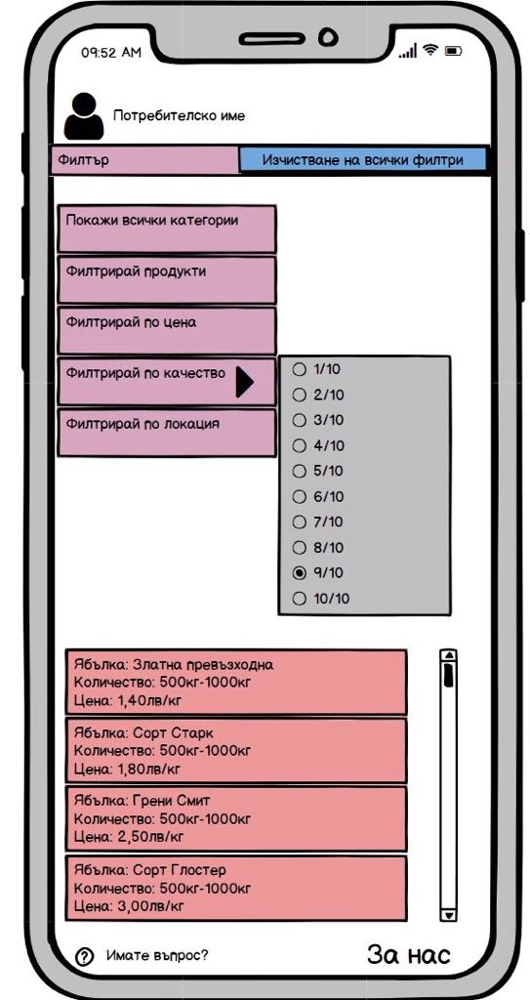 09:52 AM
Потребителско име
Филтър
Изчистване на всички филтри
Покажи всички категории
Филтрирай продукти
Филтрирай по цена
Филтрирай по качество
Филтрирай по локация
1/10
2/10
3/10
4/10
5/10
6/10
7/10
8/10
9/10
10/10
Ябълка: Златна превъзходна
Количество: 500кг-1000кг
Цена: 1,40лв/кг
Ябълка: Сорт Старк
Количество: 500кг-1000кг
Цена: 1,80лв/кг
Ябълка: Грени Смит
Количество: 500кг-1000кг
Цена: 2,50лв/кг
Ябълка: Сорт Глостер
Количество: 500кг-1000кг
Цена: 3,00лв/кг
? Имате въпрос?
За нас